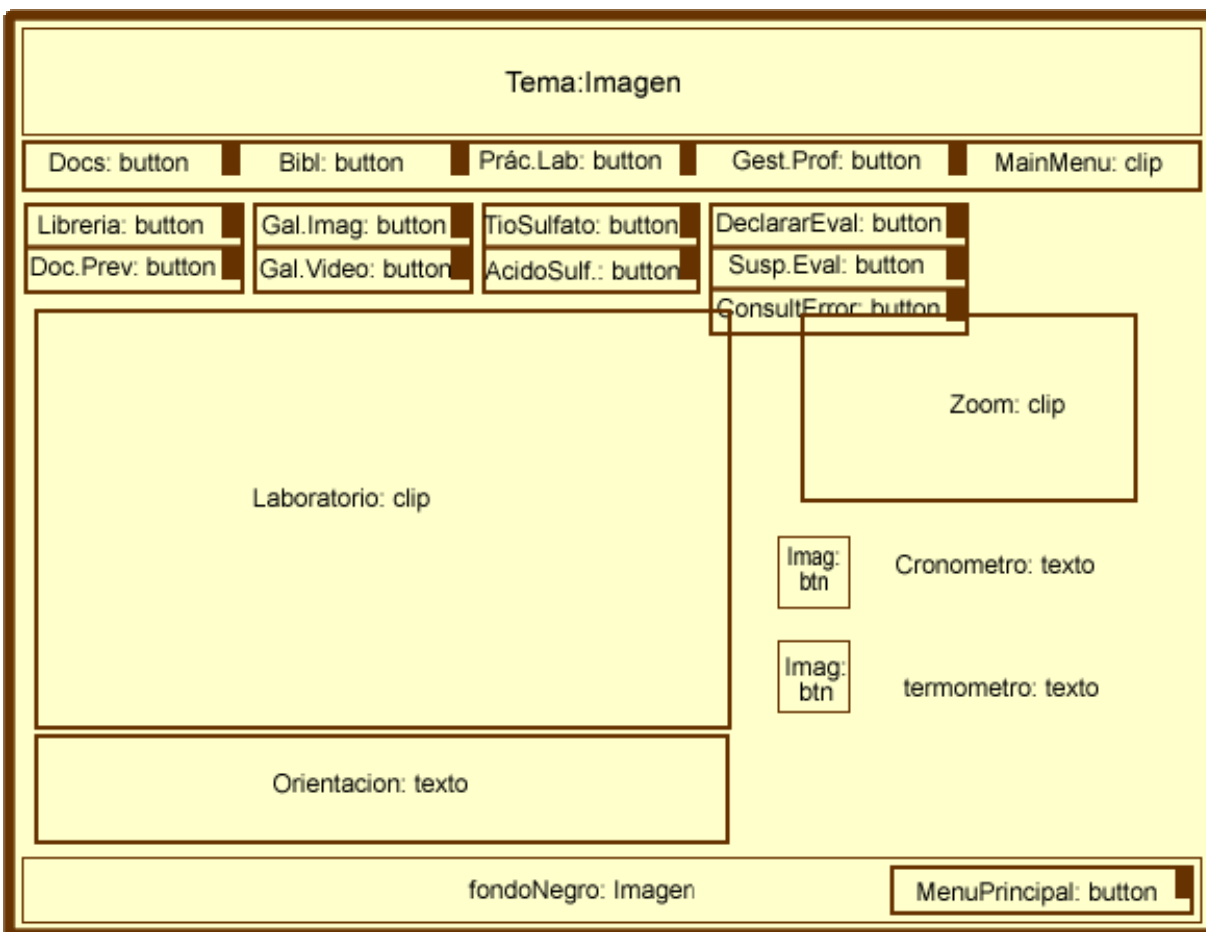 Tema:Imagen
Docs: button
Bibl: button
Prác.Lab: button
Gest.Prof: button
MainMenu: clip
Libreria: button
Gal.Imag: button
TioSulfato: button
DeclararEval: button
Doc.Prev: button
Gal.Video: button
AcidoSulf.: button
Susp.Eval: button
ConsultError: button
Zoom: clip
Laboratorio: clip
Imag:
btn
Cronometro: texto
Imag:
btn
termometro: texto
Orientacion: texto
fondoNegro: Imagen
MenuPrincipal: button